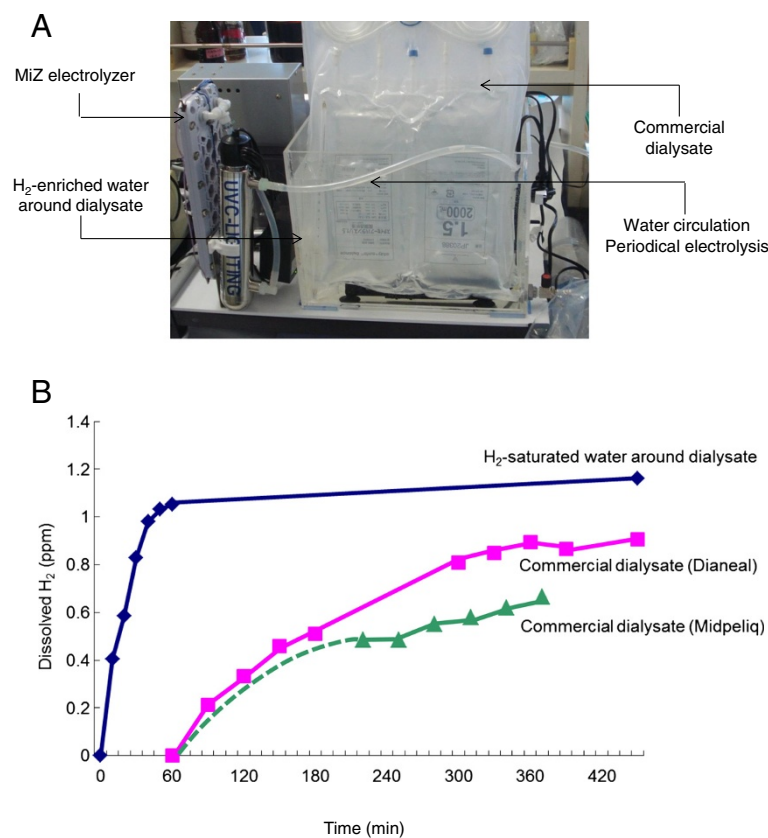 A
MiZ electrolyzer
H₂-enriched water
around dialysate
Commercial
dialysate
Water circulation
Periodical electrolysis
UVC-LIGHTING
1.5
2000
B
Dissolved H₂ (ppm)
1.4
1.2
1
0.8
0.6
0.4
0.2
0
H₂-saturated water around dialysate
Commercial dialysate (Dianeal)
Commercial dialysate (Midpeliq)
0 60 120 180 240 300 360 420
Time (min)